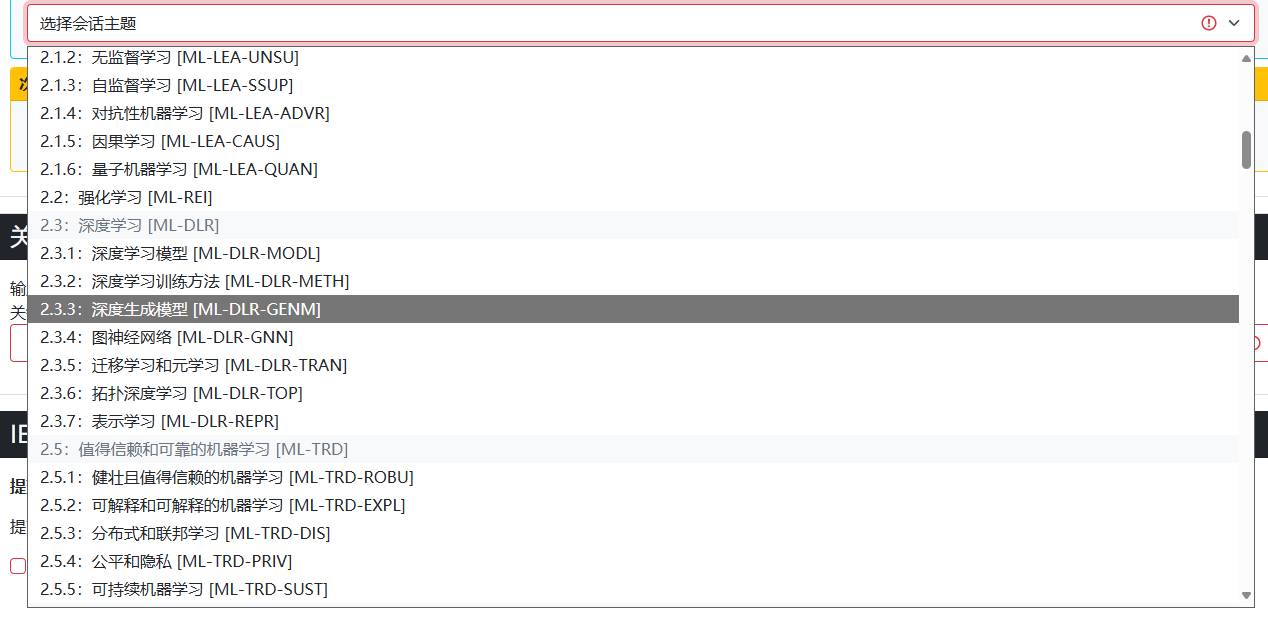 选择会话主题
2.1.2：无监督学习 [ML-LEA-UNSU]
2.1.3：自监督学习 [ML-LEA-SSUP]
次
2.1.4：对抗性机器学习 [ML-LEA-ADVR]
2.1.5：因果学习 [ML-LEA-CAUS]
2.1.6：量子机器学习 [ML-LEA-QUAN]
2.2：强化学习 [ML-REI]
2.3：深度学习 [ML-DLR]
关
2.3.1：深度学习模型 [ML-DLR-MODL]
2.3.2：深度学习训练方法 [ML-DLR-METH]
输
2.3.3：深度生成模型 [ML-DLR-GENM]
关
2.3.4：图神经网络 [ML-DLR-GNN]
2.3.5：迁移学习和元学习 [ML-DLR-TRAN]
2.3.6：拓扑深度学习 [ML-DLR-TOP]
2.3.7：表示学习 [ML-DLR-REPR]
IE
2.5：值得信赖和可靠的机器学习 [ML-TRD]
2.5.1：健壮且值得信赖的机器学习 [ML-TRD-ROBU]
提
2.5.2：可解释和可解释的机器学习 [ML-TRD-EXPL]
提
2.5.3：分布式和联邦学习 [ML-TRD-DIS]
2.5.4：公平和隐私 [ML-TRD-PRIV]
2.5.5：可持续机器学习 [ML-TRD-SUST]